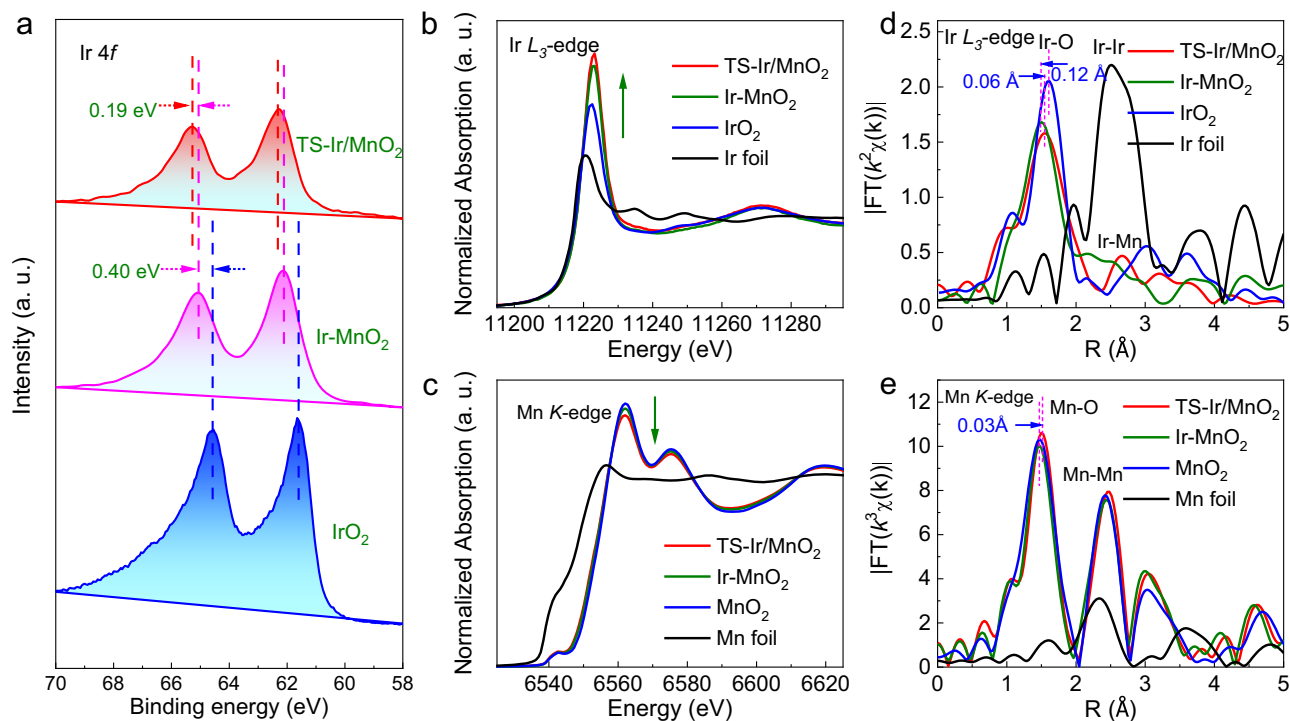 a
Ir 4f
0.19 eV
TS-Ir/MnO₂
0.40 eV
Ir-MnO₂
IrO₂
Intensity (a. u.)
70 68 66 64 62 60 58
Binding energy (eV)
b
Ir L₃-edge
TS-Ir/MnO₂
Ir-MnO₂
IrO₂
Ir foil
Normalized Absorption (a. u.)
11200 11220 11240 11260 11280
Energy (eV)
c
Mn K-edge
TS-Ir/MnO₂
Ir-MnO₂
MnO₂
Mn foil
Normalized Absorption (a. u.)
6540 6560 6580 6600 6620
Energy (eV)
d
Ir L₃-edge
Ir-O
Ir-Ir
0.06 Å
0.12 Å
Ir-Mn
TS-Ir/MnO₂
Ir-MnO₂
IrO₂
Ir foil
|FT(k²χ(k))|
2.5
2.0
1.5
1.0
0.5
0.0
0 1 2 3 4 5
R (Å)
e
Mn K-edge
Mn-O
0.03Å
Mn-Mn
TS-Ir/MnO₂
Ir-MnO₂
MnO₂
Mn foil
|FT(k³χ(k))|
12
10
8
6
4
2
0
0 1 2 3 4 5
R (Å)